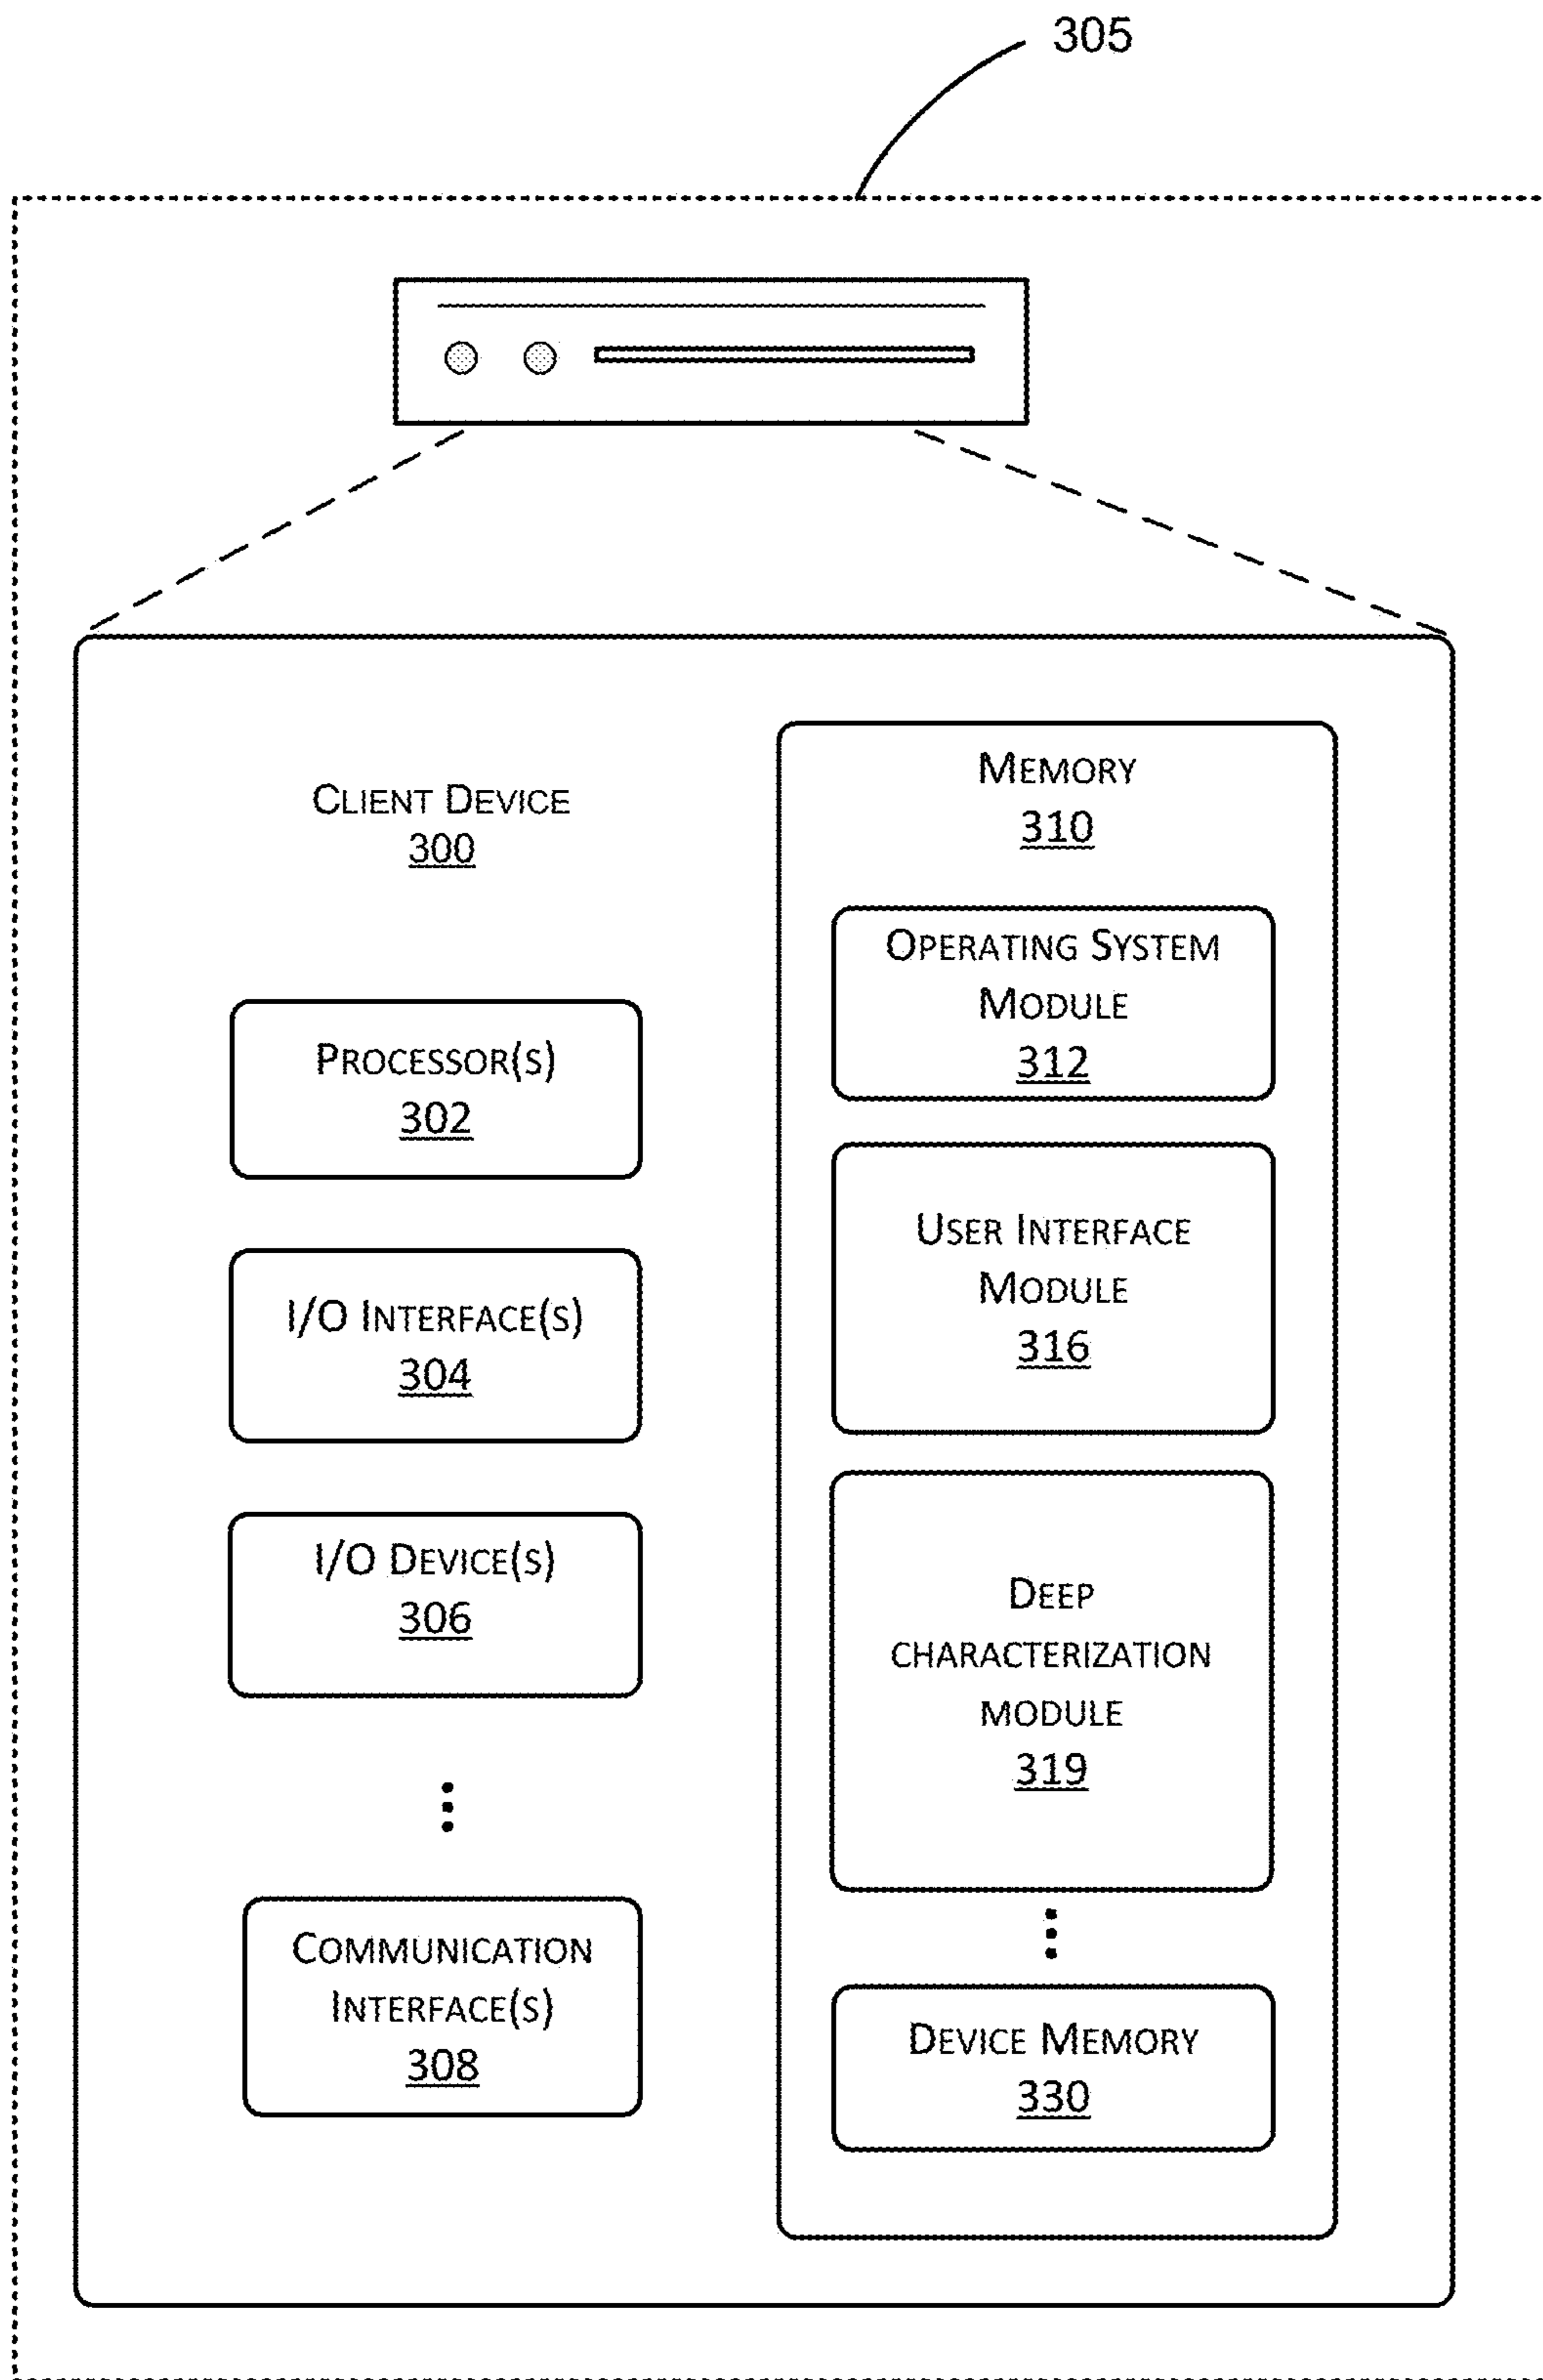 305
Client Device
300
Processor(s)
302
I/O Interface(s)
304
I/O Device(s)
306
Communication
Interface(s)
308
Memory
310
Operating System
Module
312
User Interface
Module
316
Deep
characterization
module
319
Device Memory
330